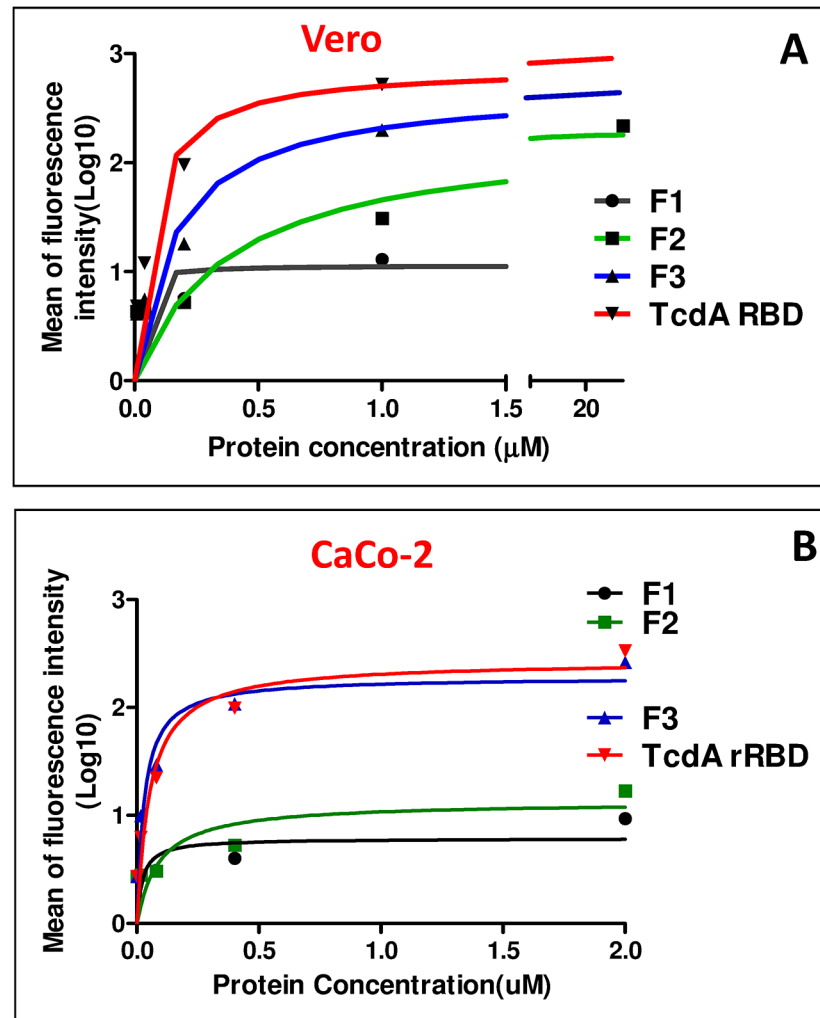 Vero
A
3
2
1
0
Mean of fluorescence
intensity(Log10)
F1
F2
F3
TcdA RBD
0.0
0.5
1.0
1.5
20
Protein concentration (μM)
CaCo-2
B
3
2
1
0
Mean of fluorescence intensity
(Log10)
F1
F2
F3
TcdA rRBD
0.0
0.5
1.0
1.5
2.0
Protein Concentration(uM)